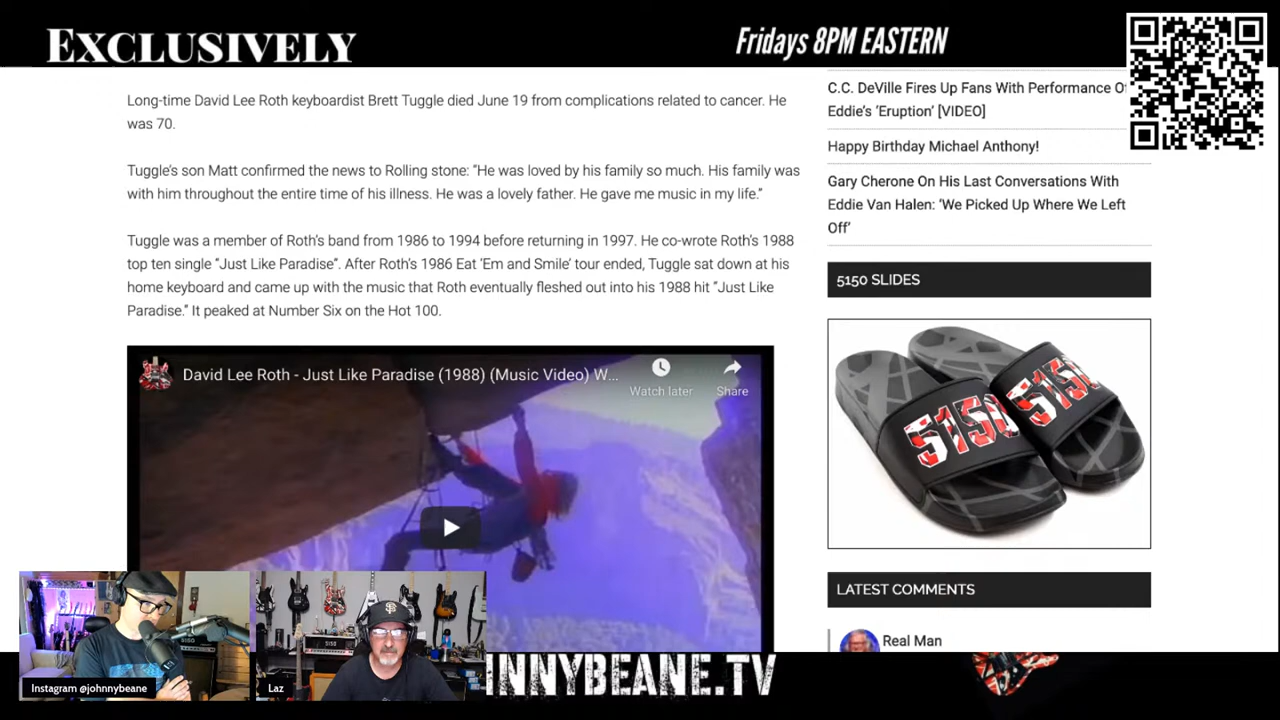 EXCLUSIVELY
Fridays 8PM EASTERN
Long-time David Lee Roth keyboardist Brett Tuggle died June 19 from complications related to cancer. He
was 70.
Tuggle's son Matt confirmed the news to Rolling stone: “He was loved by his family so much. His family was
with him throughout the entire time of his illness. He was a lovely father. He gave me music in my life.”
Tuggle was a member of Roth's band from 1986 to 1994 before returning in 1997. He co-wrote Roth's 1988
top ten single “Just Like Paradise”. After Roth's 1986 Eat ‘Em and Smile’ tour ended, Tuggle sat down at his
home keyboard and came up with the music that Roth eventually fleshed out into his 1988 hit “Just Like
Paradise.” It peaked at Number Six on the Hot 100.
David Lee Roth - Just Like Paradise (1988) (Music Video) W...
Watch later
Share
C.C. DeVille Fires Up Fans With Performance Of
Eddie's ‘Eruption’ [VIDEO]
Happy Birthday Michael Anthony!
Gary Cherone On His Last Conversations With
Eddie Van Halen: ‘We Picked Up Where We Left
Off’
5150 SLIDES
5150
5150
LATEST COMMENTS
Real Man
Instagram @johnnybeane
Laz
INNYBEANE.TV